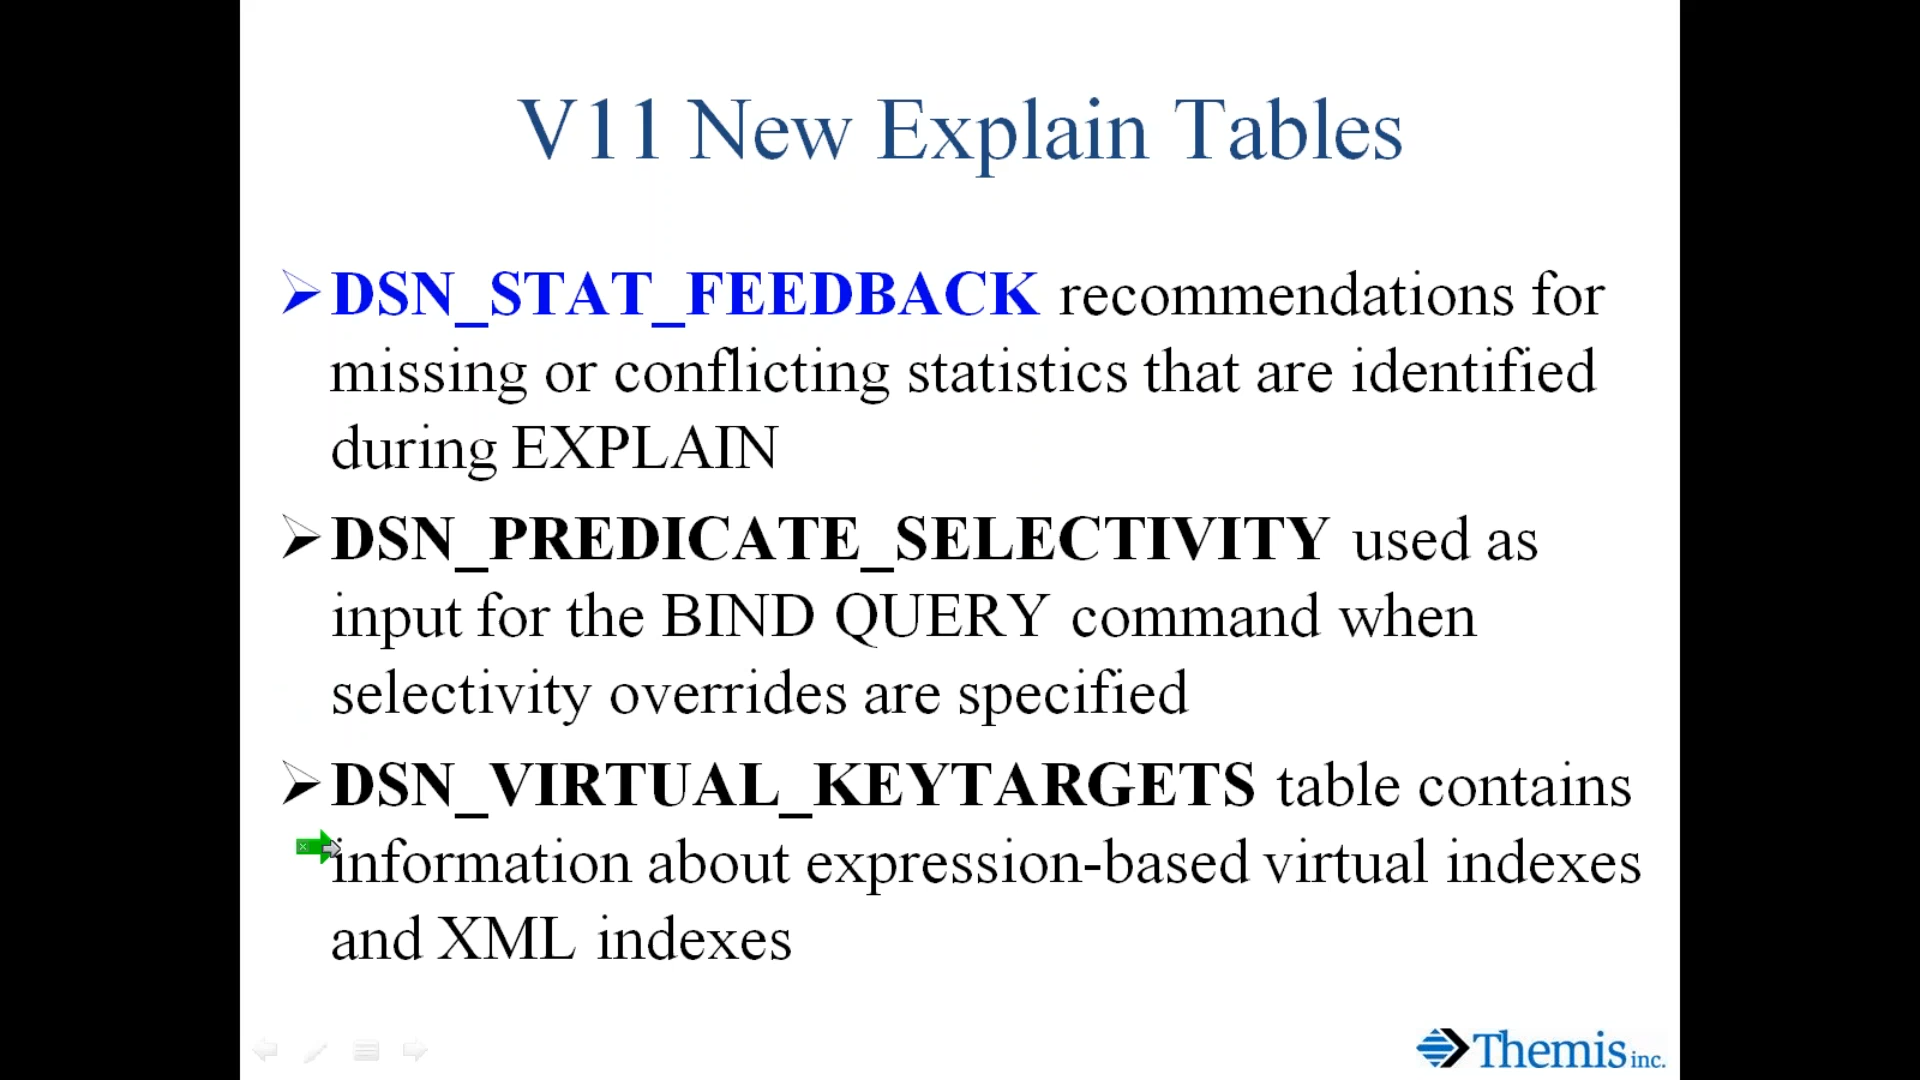 V11 New Explain Tables
DSN_STAT_FEEDBACK recommendations for
missing or conflicting statistics that are identified
during EXPLAIN
DSN_PREDICATE_SELECTIVITY used as
input for the BIND QUERY command when
selectivity overrides are specified
DSN_VIRTUAL_KEYTARGETS table contains
information about expression-based virtual indexes
and XML indexes
Themis inc.